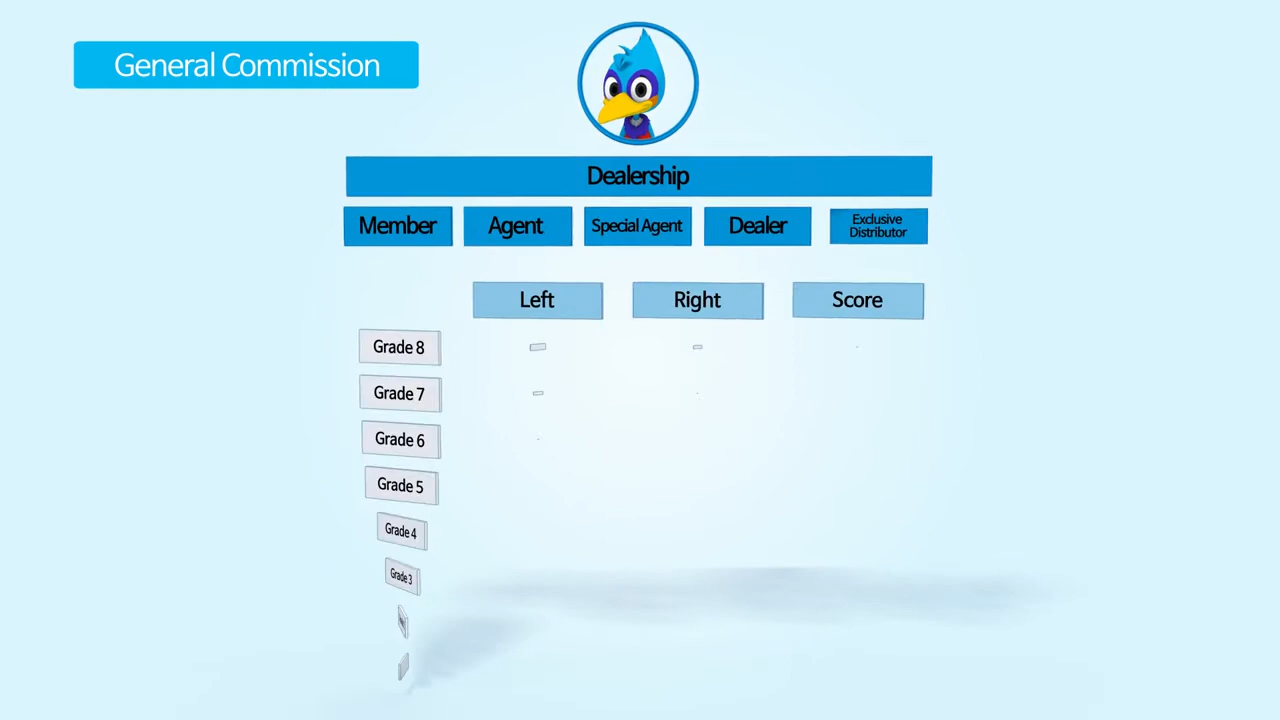 General Commission
Dealership
Member
Agent
Special Agent
Dealer
Exclusive
Distributor
Left
Right
Score
Grade 8
Grade 7
Grade 6
Grade 5
Grade 4
Grade 3